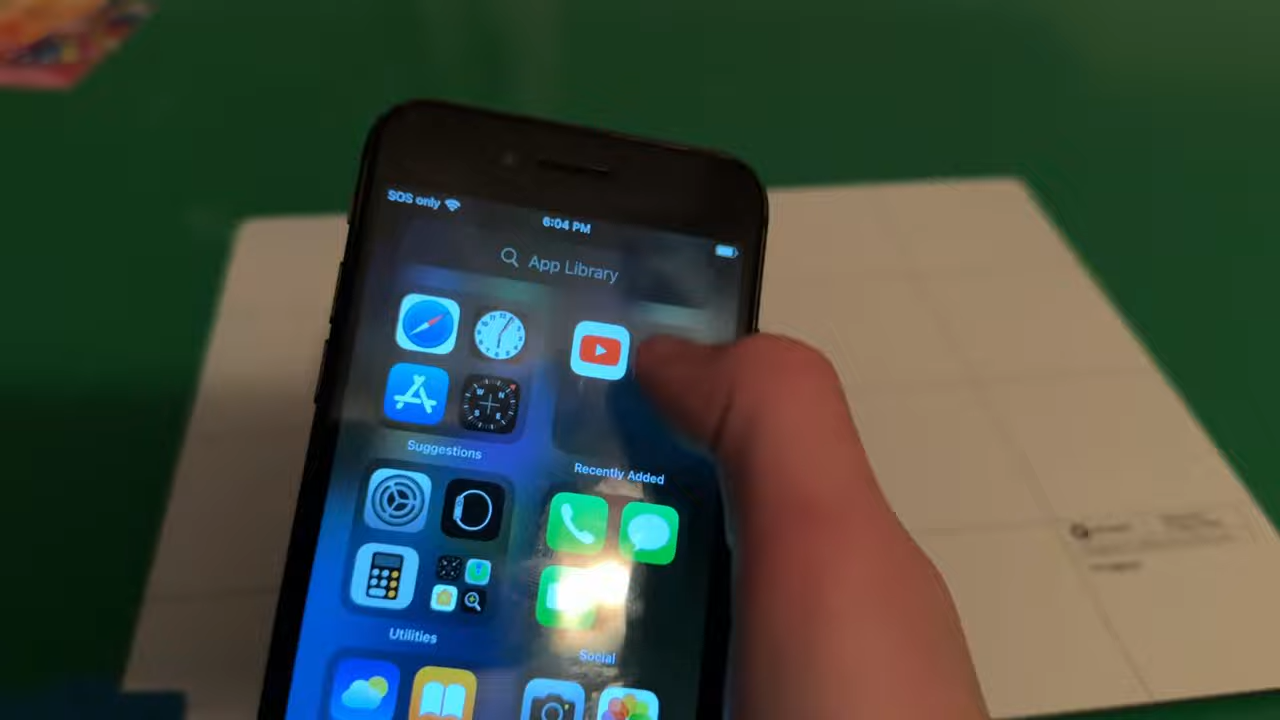 SOS only
6:04 PM
App Library
Suggestions
Recently Added
Utilities
Social